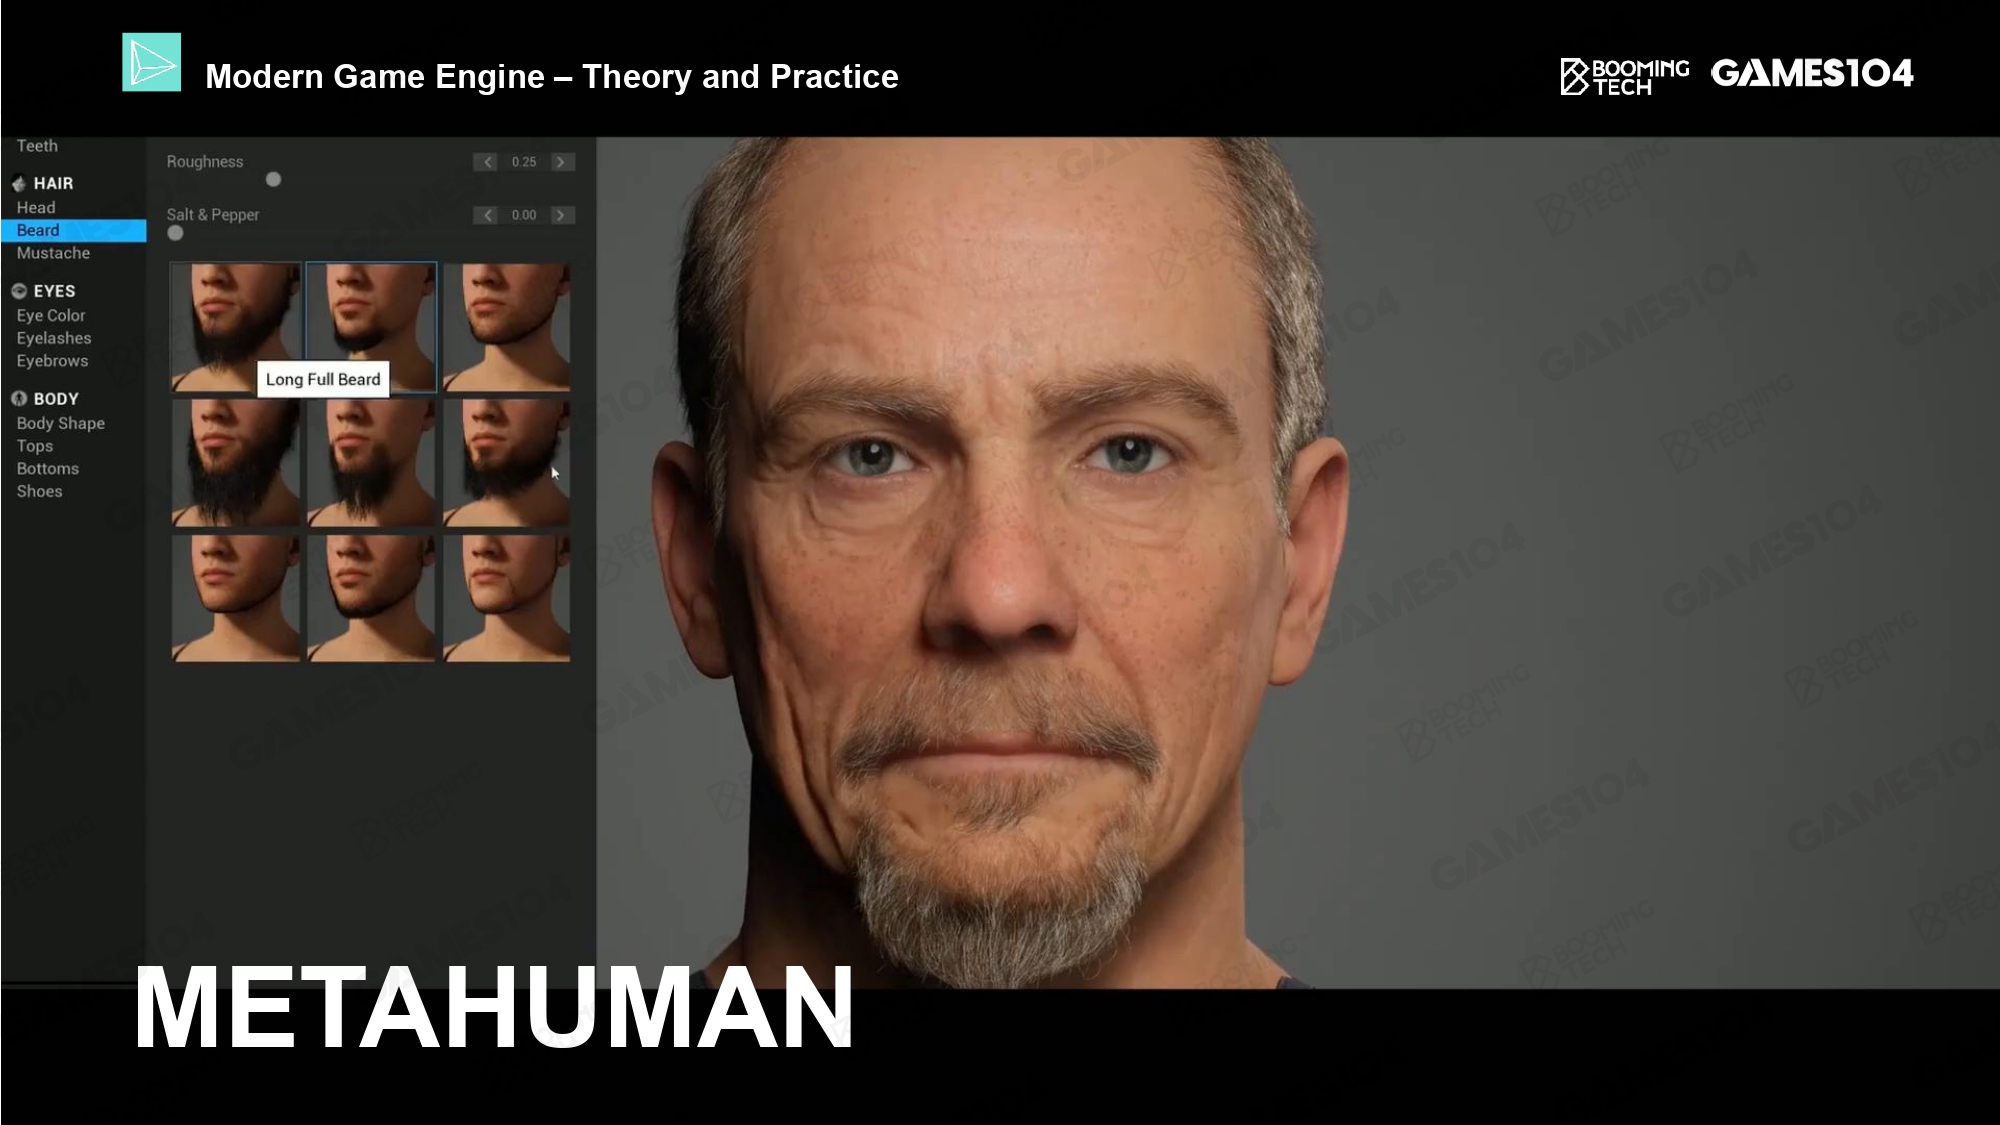 Modern Game Engine – Theory and Practice
BOOMING
TECH
GAMES104
Teeth
HAIR
Head
Beard
Mustache
EYES
Eye Color
Eyelashes
Eyebrows
BODY
Body Shape
Tops
Bottoms
Shoes
Roughness
0.25
Salt & Pepper
0.00
Long Full Beard
METAHUMAN